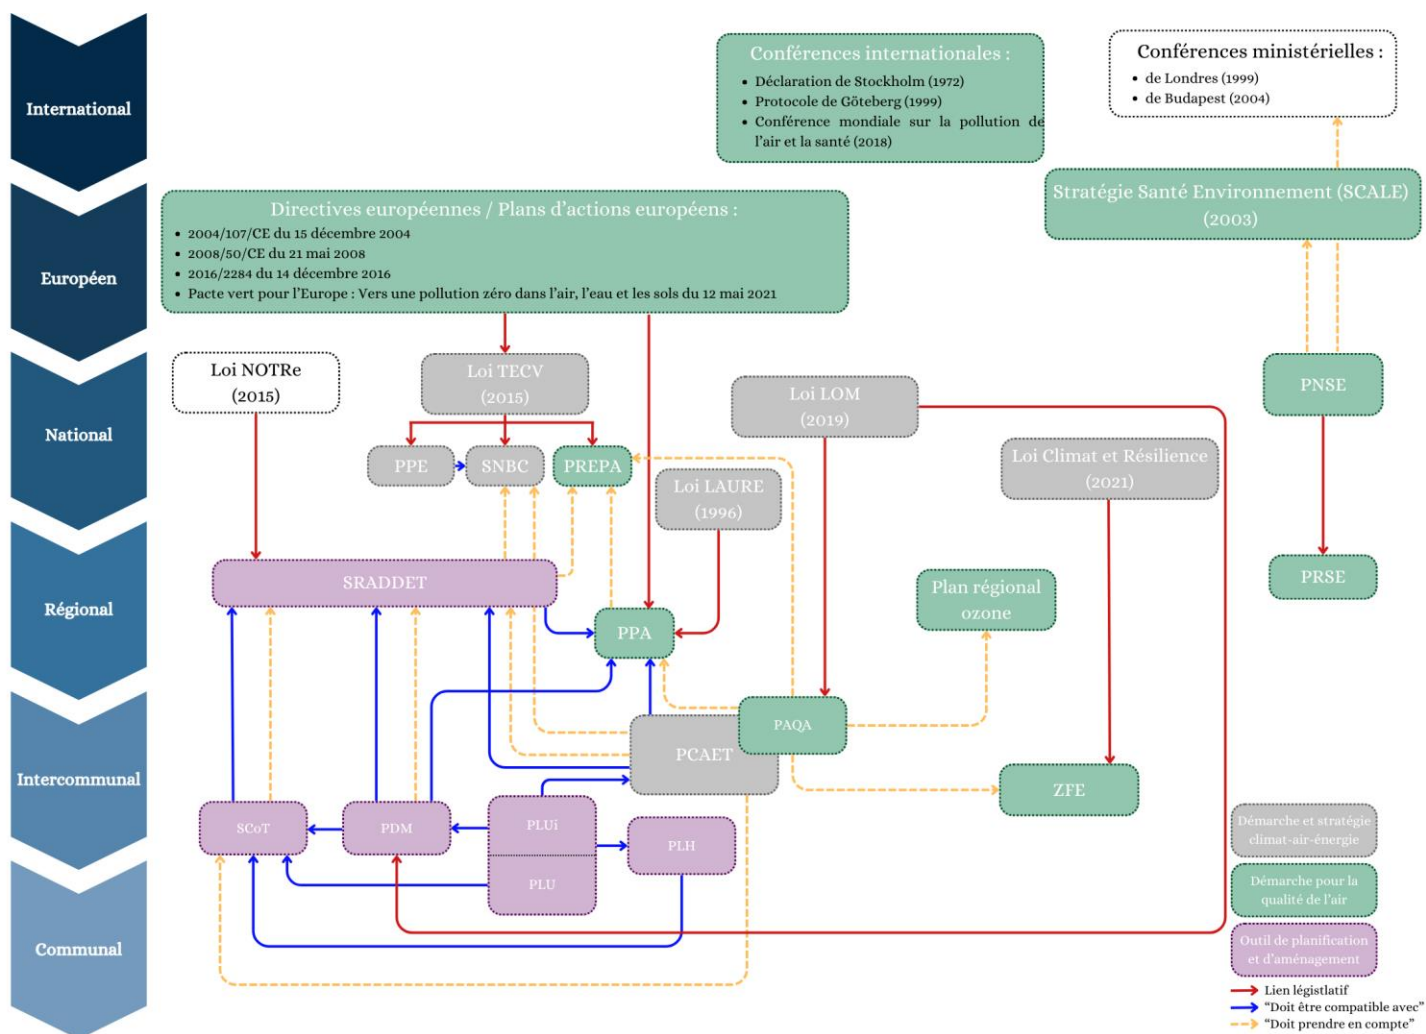 International
Conférences internationales :
• Déclaration de Stockholm (1972)
• Protocole de Göteberg (1999)
• Conférence mondiale sur la pollution de
l'air et la santé (2018)
Conférences ministérielles :
• de Londres (1999)
• de Budapest (2004)
Européen
Directives européennes / Plans d'actions européens :
• 2004/107/CE du 15 décembre 2004
• 2008/50/CE du 21 mai 2008
• 2016/2284 du 14 décembre 2016
• Pacte vert pour l'Europe : Vers une pollution zéro dans l'air, l'eau et les sols du 12 mai 2021
Stratégie Santé Environnement (SCALE)
(2003)
National
Loi NOTRe
(2015)
Loi TECV
(2015)
Loi LOM
(2019)
PNSE
PPE
SNBC
PREPA
Loi LAURE
(1996)
Loi Climat et Résilience
(2021)
Régional
SRADDET
PPA
Plan régional
ozone
PRSE
Intercommunal
PCAET
PAQA
ZFE
SCoT
PDM
PLUi
PLH
PLU
Communal
Démarche et stratégie
climat-air-énergie
Démarche pour la
qualité de l'air
Outil de planification
et d'aménagement
Lien légistlatif
“Doit être compatible avec”
“Doit prendre en compte”